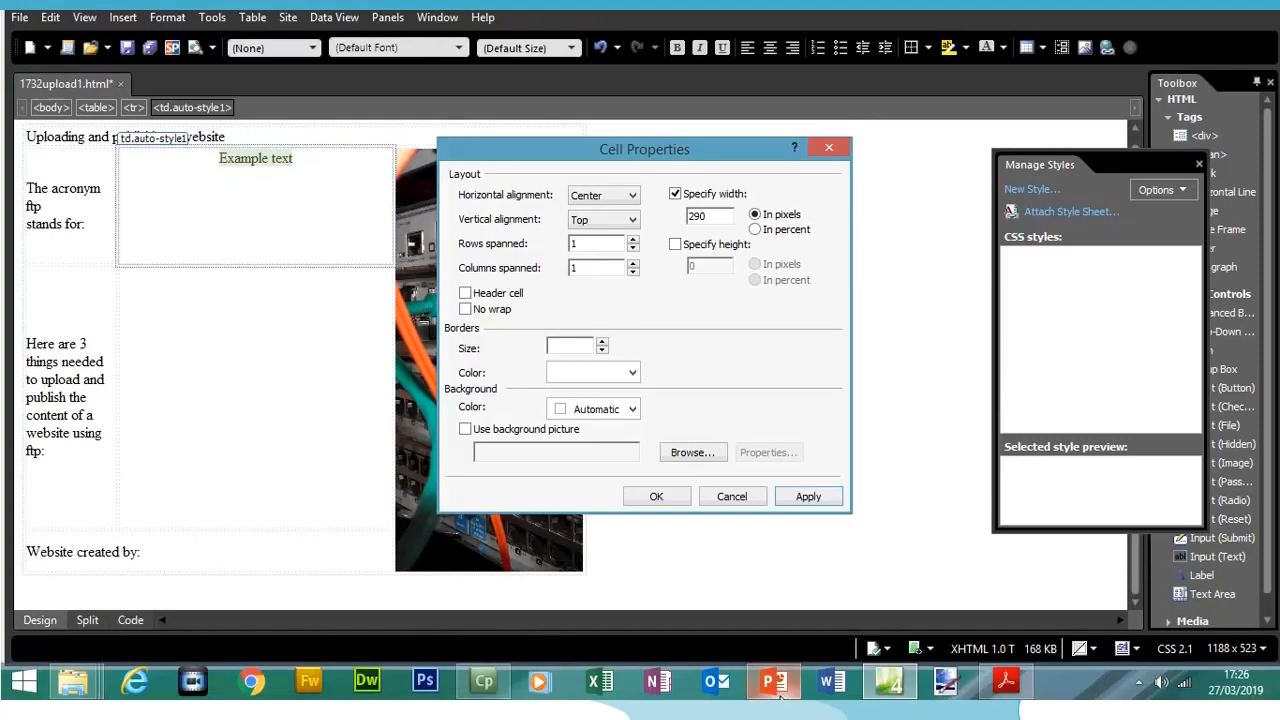 File Edit View Insert Format Tools Table Site Data View Panels Window Help
(None) (Default Font) (Default Size) B I U
1732upload1.html* ×
<body> <table> <tr> <td.auto-style1>
Uploading and p td.auto-style1 ebsite
Example text
The acronym
ftp
stands for:
Here are 3
things needed
to upload and
publish the
content of a
website using
ftp:
Website created by:
Cell Properties
Layout
Horizontal alignment: Center
Vertical alignment: Top
Rows spanned: 1
Columns spanned: 1
Header cell
No wrap
Specify width:
290 In pixels
In percent
Specify height:
0 In pixels
In percent
Borders
Size:
Color:
Background
Color: Automatic
Use background picture
Browse... Properties...
OK Cancel Apply
Manage Styles
New Style... Options
Attach Style Sheet...
CSS styles:
Selected style preview:
Toolbox
HTML
Tags
<div>
an>
orizontal Line
ge
e Frame
ograph
Controls
anced B...
p-Down ...
p Box
t (Button)
t (Chec...
t (File)
t (Hidden)
t (Image)
t (Pass...
t (Radio)
t (Reset)
Input (Submit)
Input (Text)
Label
Text Area
Media
Design Split Code
XHTML 1.0 T 168 KB CSS 2.1 1188 x 523
Fw Dw Ps Cp
17:26
27/03/2019